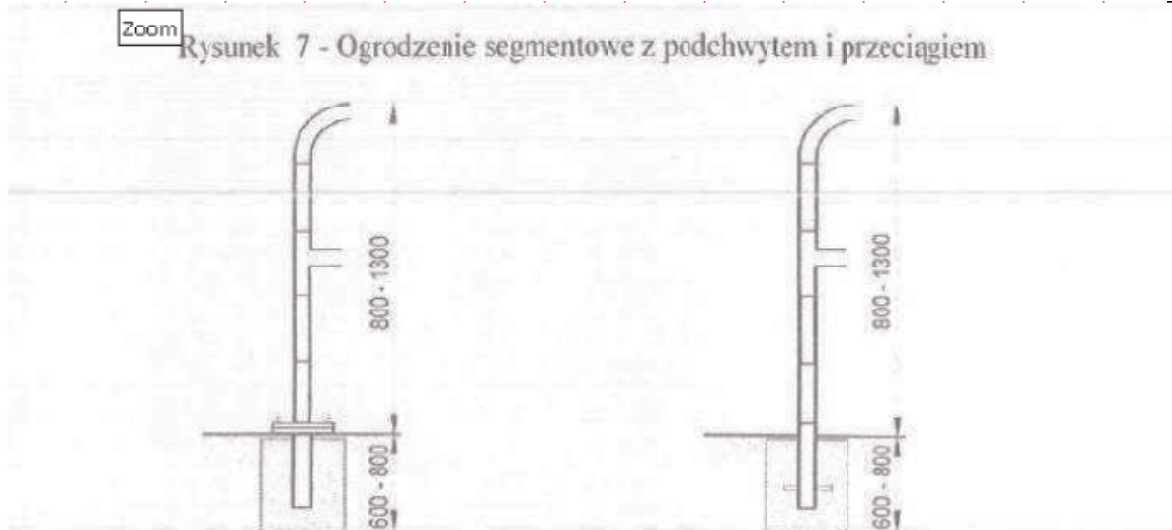 Zoom
Rysunek 7 - Ogrodzenie segmentowe z podchwytem i przeciągiem
800 - 1300
800 - 1300
600 - 800
600 - 800